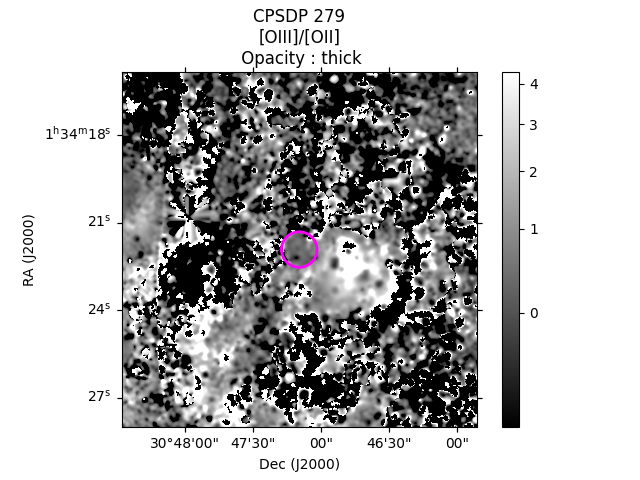 CPSDP 279
[OIII]/[OII]
Opacity : thick
4
3
2
1
0
1ʰ34ᵐ18ˢ
21ˢ
24ˢ
27ˢ
RA (J2000)
30°48'00" 47'30" 00" 46'30" 00"
Dec (J2000)